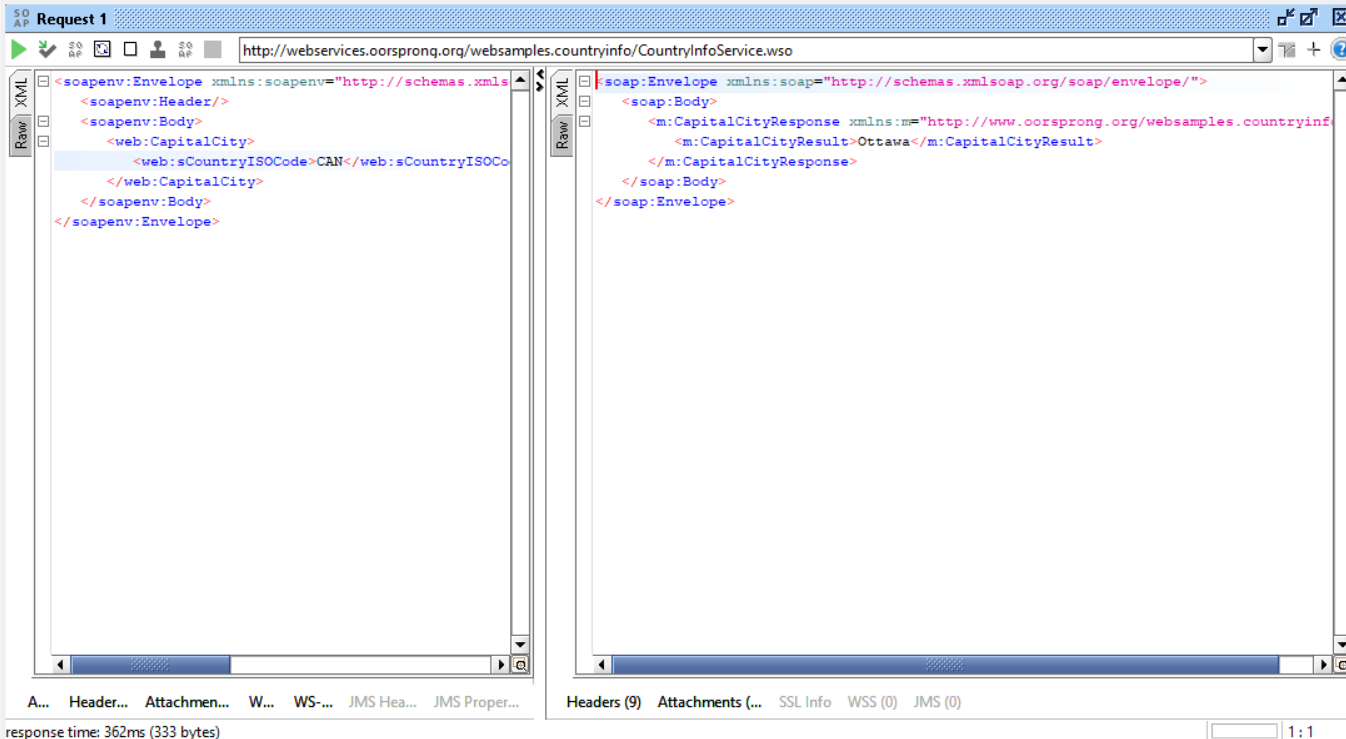 SO AP Request 1
http://webservices.oorsprong.org/websamples.countryinfo/CountryInfoService.wso
XML
Raw
<soapenv:Envelope xmlns:soapenv="http://schemas.xmls
<soapenv:Header/>
<soapenv:Body>
<web:CapitalCity>
<web:sCountryISOCode>CAN</web:sCountryISOCo
</web:CapitalCity>
</soapenv:Body>
</soapenv:Envelope>
XML
Raw
<soap:Envelope xmlns:soap="http://schemas.xmlsoap.org/soap/envelope/">
<soap:Body>
<m:CapitalCityResponse xmlns:m="http://www.oorsprong.org/websamples.countryinf
<m:CapitalCityResult>Ottawa</m:CapitalCityResult>
</m:CapitalCityResponse>
</soap:Body>
</soap:Envelope>
A... Header... Attachmen... W... WS-... JMS Hea... JMS Proper...
Headers (9) Attachments (... SSL Info WSS (0) JMS (0)
response time: 362ms (333 bytes)
1 : 1